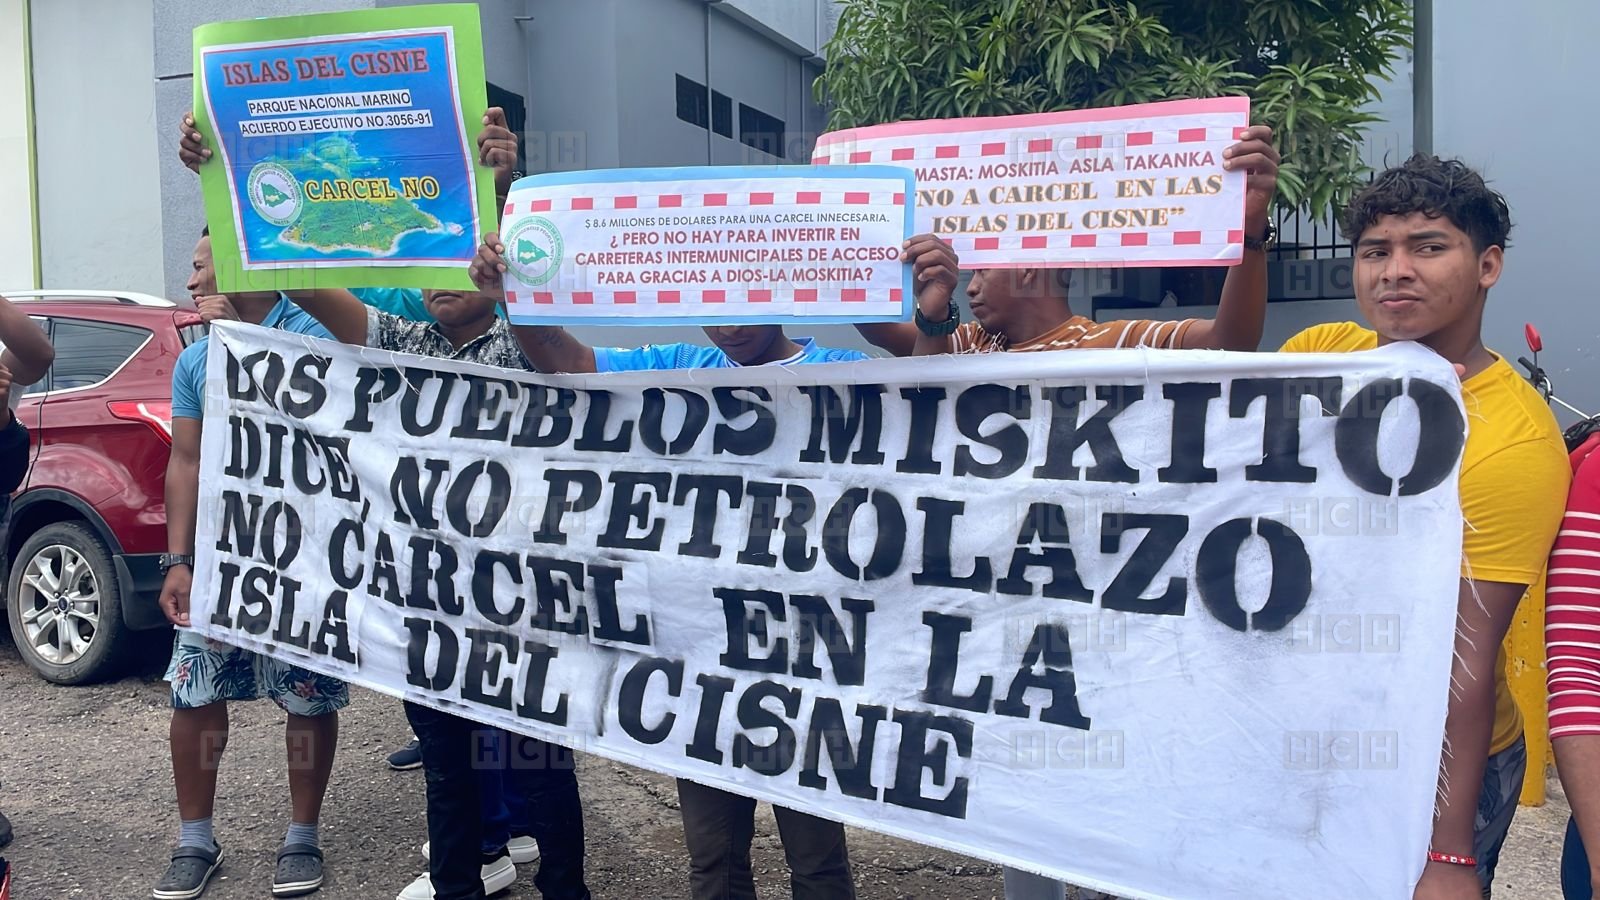 ISLAS DEL CISNE
PARQUE NACIONAL MARINO
ACUERDO EJECUTIVO NO.3056-91
CARCEL NO
MASTA
$ 8.6 MILLONES DE DOLARES PARA UNA CARCEL INNECESARIA.
¿ PERO NO HAY PARA INVERTIR EN
CARRETERAS INTERMUNICIPALES DE ACCESO
PARA GRACIAS A DIOS-LA MOSKITIA?
MASTA
MASTA: MOSKITIA ASLA TAKANKA
"NO A CARCEL EN LAS
ISLAS DEL CISNE"
LOS PUEBLOS MISKITO
DICE, NO PETROLAZO
NO CARCEL EN LA
ISLA DEL CISNE
HCH